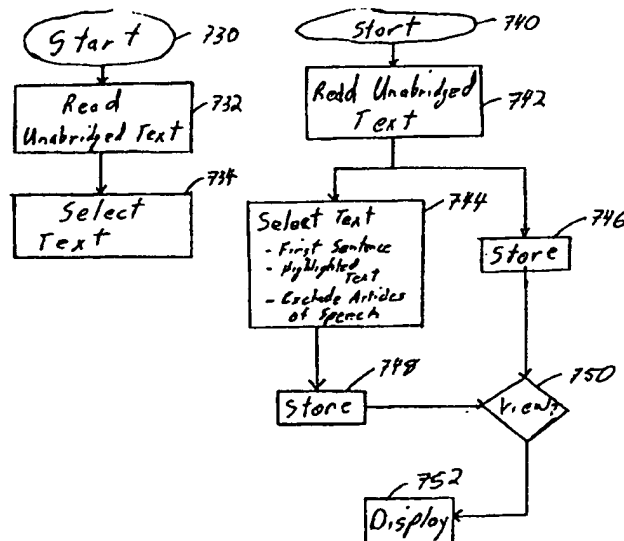 Start
730
Read
Unabridged Text
732
Select
Text
734
Start
740
Read Unabridged
Text
742
Select Text
- First Sentence
- Highlighted
Text
- Exclude Articles
of Speech
744
Store
746
Store
748
View?
750
Display
752